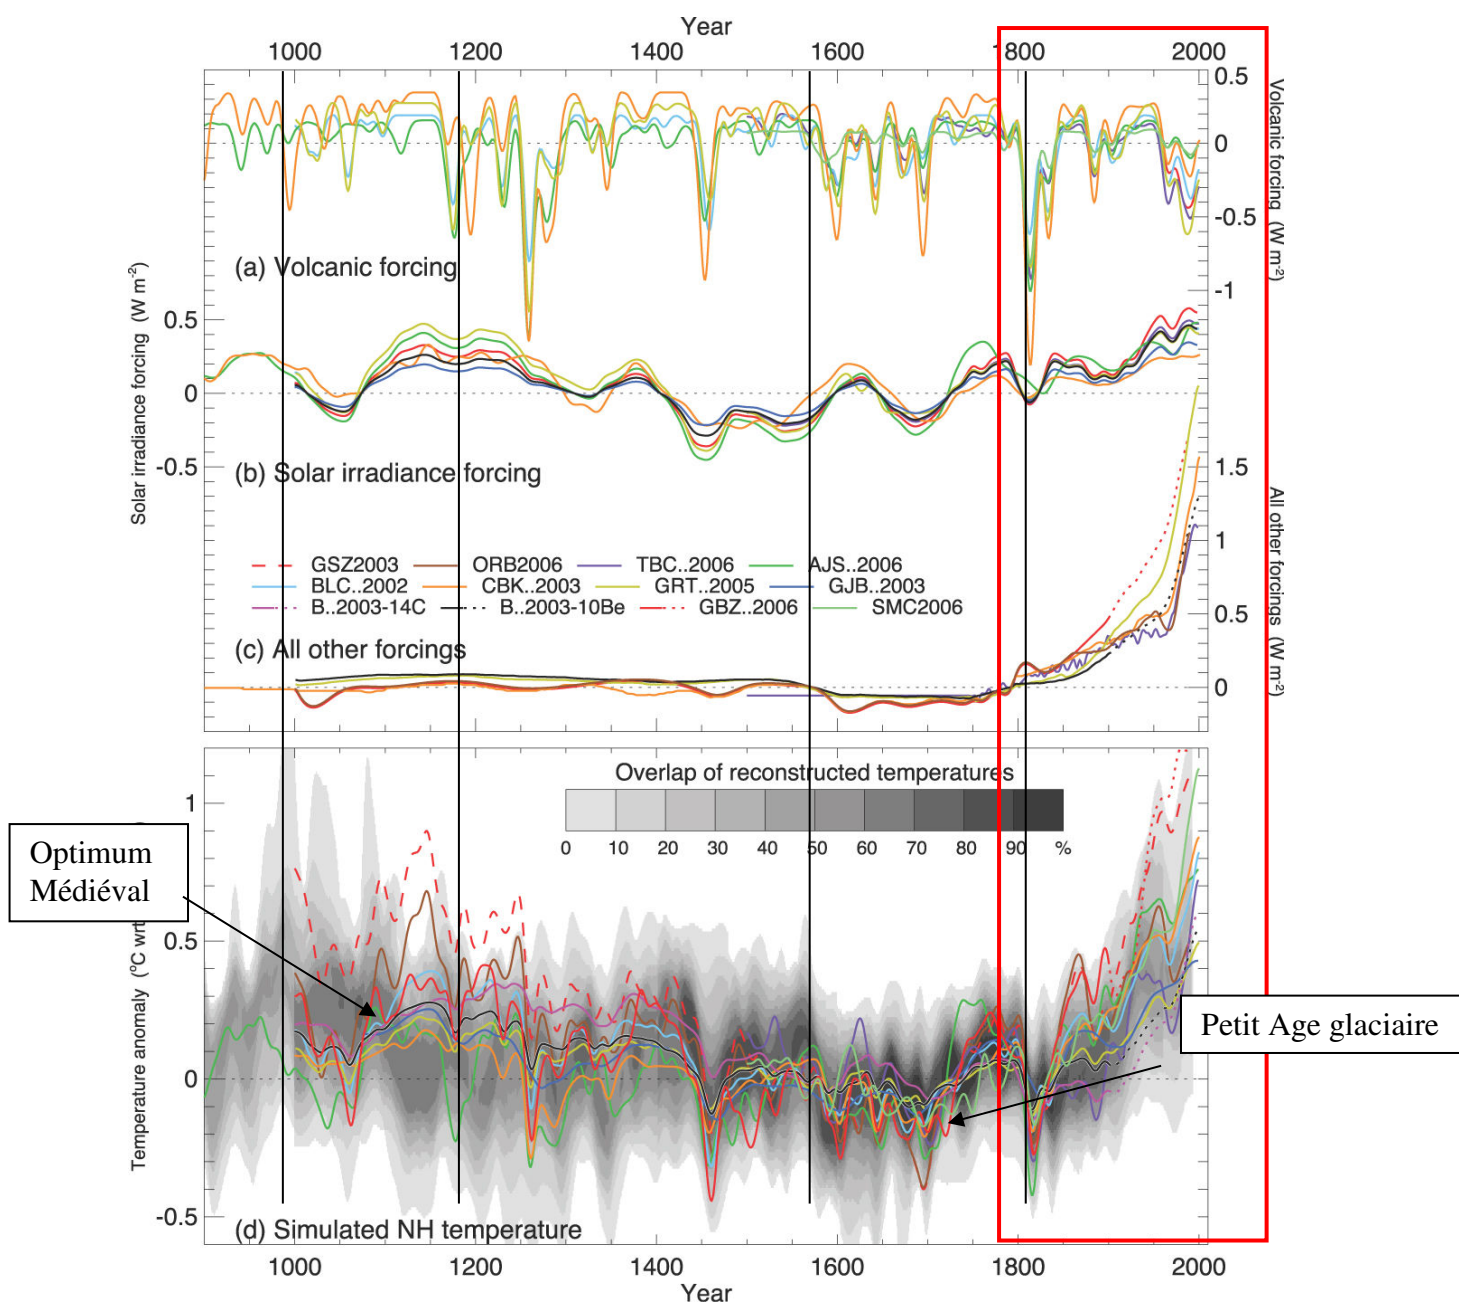 Year
1000 1200 1400 1600 1800 2000
0.5
0
-0.5
-1
Volcanic forcing (W m-2)
(a) Volcanic forcing
Solar irradiance forcing (W m-2)
0.5
0
-0.5
(b) Solar irradiance forcing
1.5
1
0.5
0
All other forcings (W m-2)
GSZ2003 ORB2006 TBC..2006 AJS..2006
BLC..2002 CBK..2003 GRT..2005 GJB..2003
B..2003-14C B..2003-10Be GBZ..2006 SMC2006
(c) All other forcings
Overlap of reconstructed temperatures
0 10 20 30 40 50 60 70 80 90 %
Optimum
Médiéval
Petit Age glaciaire
Temperature anomaly (°C wrt
1
0.5
0
-0.5
(d) Simulated NH temperature
1000 1200 1400 1600 1800 2000
Year